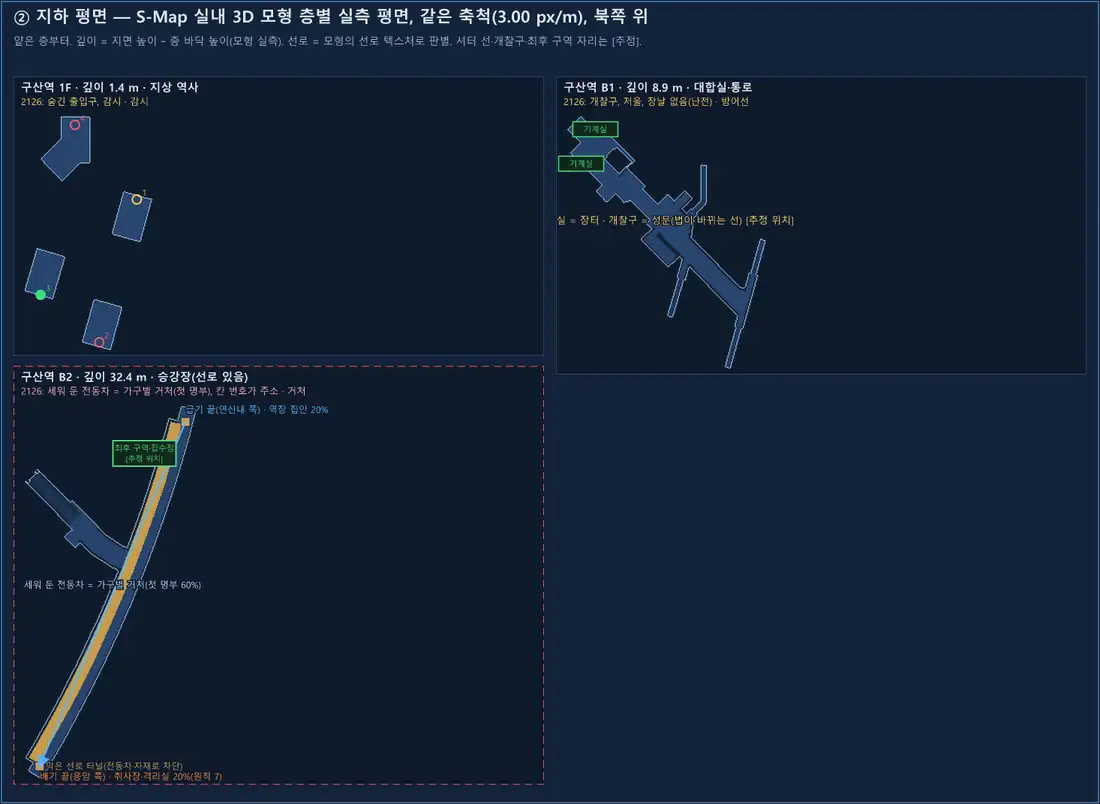 ② 지하 평면 — S-Map 실내 3D 모형 층별 실측 평면, 같은 축척(3.00 px/m), 북쪽 위
얕은 층부터. 깊이 = 지면 높이 - 층 바닥 높이(모형 실측). 선로 = 모형의 선로 텍스처로 판별. 셔터 선·개찰구·최후 구역 자리는 [추정].
구산역 1F · 깊이 1.4 m · 지상 역사
2126: 숨긴 출입구, 감시 · 감시
4
1
3
2
구산역 B1 · 깊이 8.9 m · 대합실·통로
2126: 개찰구, 저울, 장날 없음(난전) · 방어선
기계실
기계실
실 = 장터 · 개찰구 = 성문(법이 바뀌는 선) [추정 위치]
구산역 B2 · 깊이 32.4 m · 승강장(선로 있음)
2126: 세워 둔 전동차 = 가구별 거처(첫 명부), 칸 번호가 주소 · 거처
급기 끝(연신내 쪽) · 역장 집안 20%
최후 구역·집수정
[추정 위치]
세워 둔 전동차 = 가구별 거처(첫 명부 60%)
막은 선로 터널(전동차·자재로 차단)
배기 끝(응암 쪽) · 취사장·격리실 20%(원칙 7)